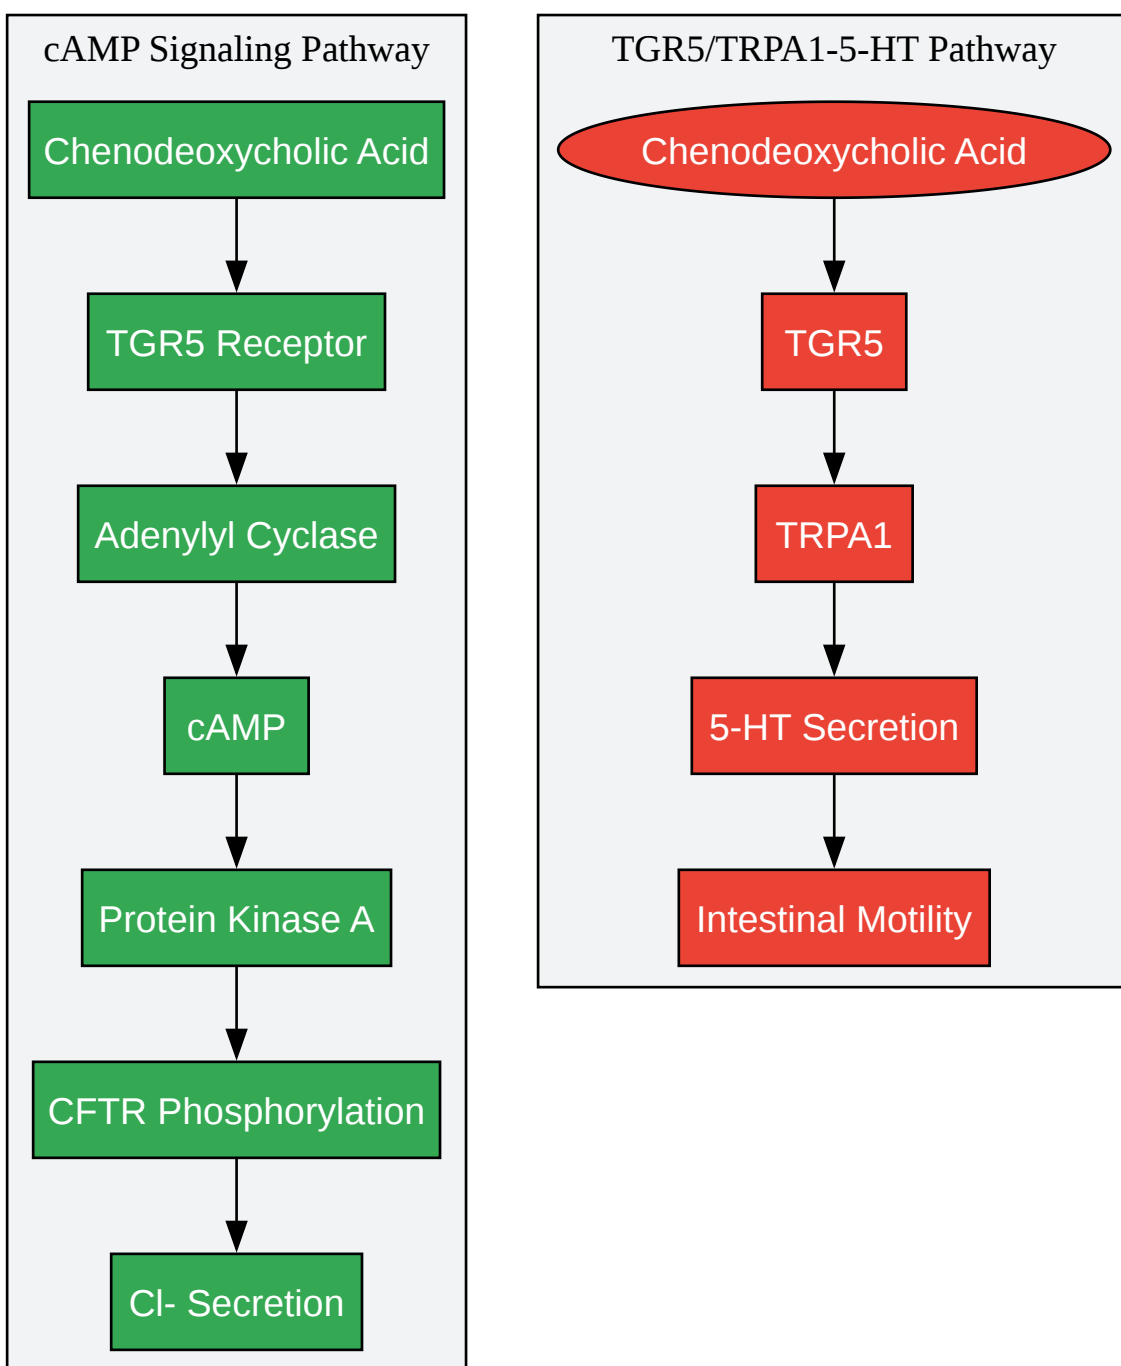 cAMP Signaling Pathway
Chenodeoxycholic Acid
TGR5 Receptor
Adenylyl Cyclase
cAMP
Protein Kinase A
CFTR Phosphorylation
Cl- Secretion
TGR5/TRPA1-5-HT Pathway
Chenodeoxycholic Acid
TGR5
TRPA1
5-HT Secretion
Intestinal Motility